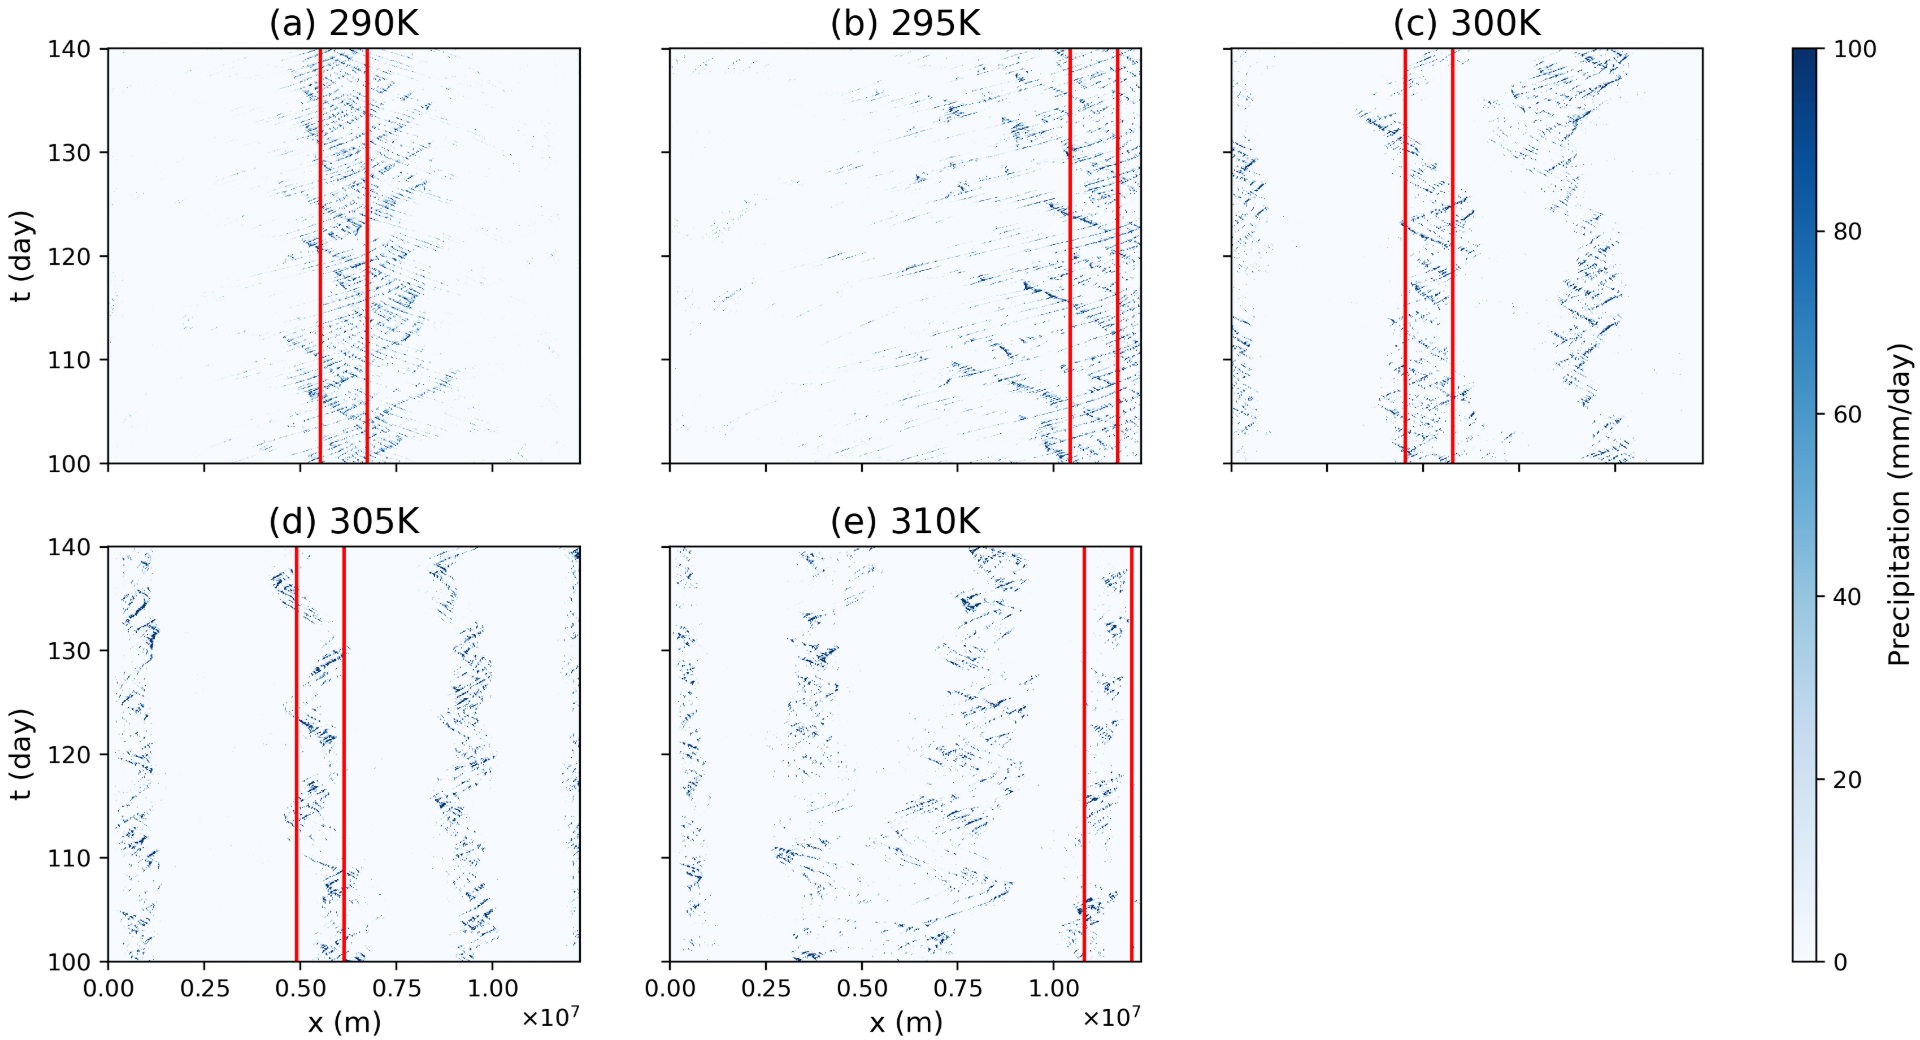 (a) 290K
(b) 295K
(c) 300K
140
130
120
110
100
t (day)
100
80
60
40
20
0
Precipitation (mm/day)
(d) 305K
(e) 310K
140
130
120
110
100
t (day)
0.00 0.25 0.50 0.75 1.00
×10⁷
x (m)
0.00 0.25 0.50 0.75 1.00
×10⁷
x (m)